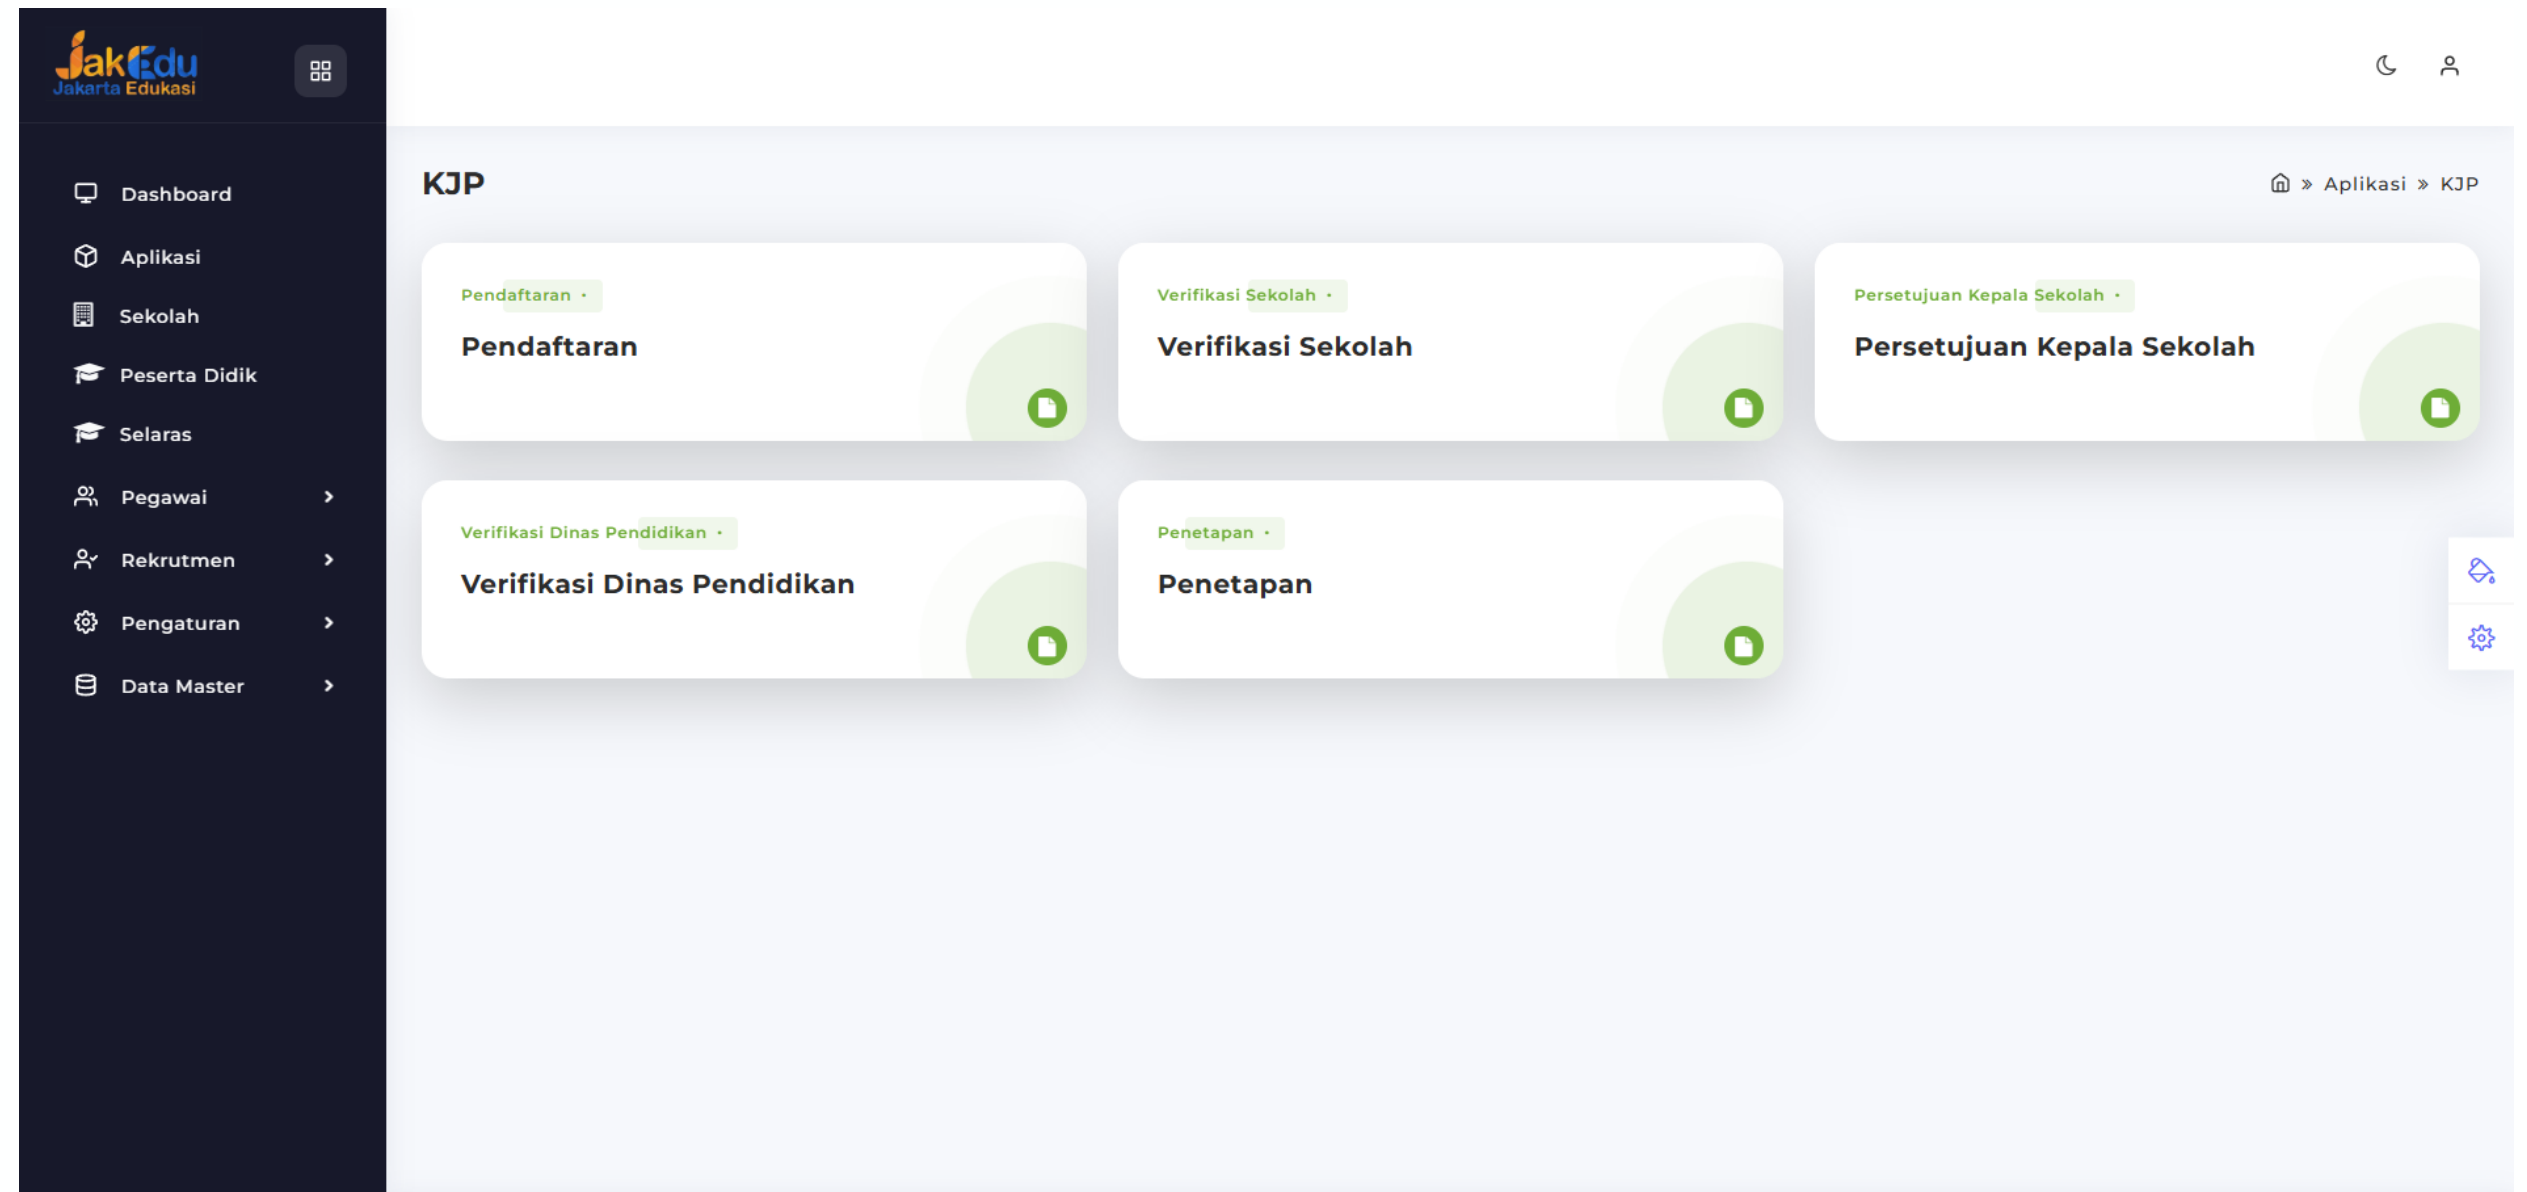 JakEdu
Jakarta Edukasi
Dashboard
Aplikasi
Sekolah
Peserta Didik
Selaras
Pegawai
Rekrutmen
Pengaturan
Data Master
KJP
» Aplikasi » KJP
Pendaftaran •
Pendaftaran
Verifikasi Sekolah •
Verifikasi Sekolah
Persetujuan Kepala Sekolah •
Persetujuan Kepala Sekolah
Verifikasi Dinas Pendidikan •
Verifikasi Dinas Pendidikan
Penetapan •
Penetapan